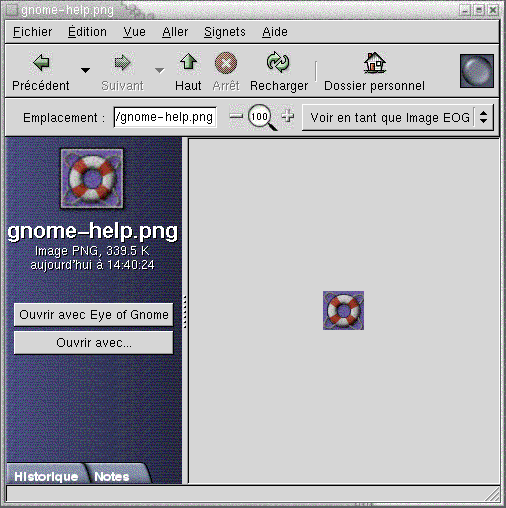 gnome-help.png
Fichier Édition Vue Aller Signets Aide
Précédent Suivant Haut Arrêt Recharger Dossier personnel
Emplacement : /gnome-help.png 100 Voir en tant que Image EOG
gnome-help.png
Image PNG, 339.5 K
aujourd'hui à 14:40:24
Ouvrir avec Eye of Gnome
Ouvrir avec...
Historique Notes